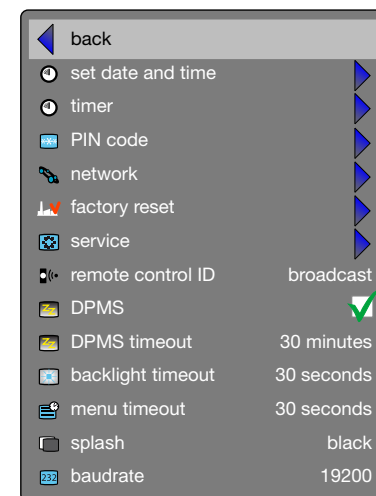 back
set date and time
timer
PIN code
network
factory reset
service
remote control ID broadcast
DPMS
DPMS timeout 30 minutes
backlight timeout 30 seconds
menu timeout 30 seconds
splash black
232 baudrate 19200